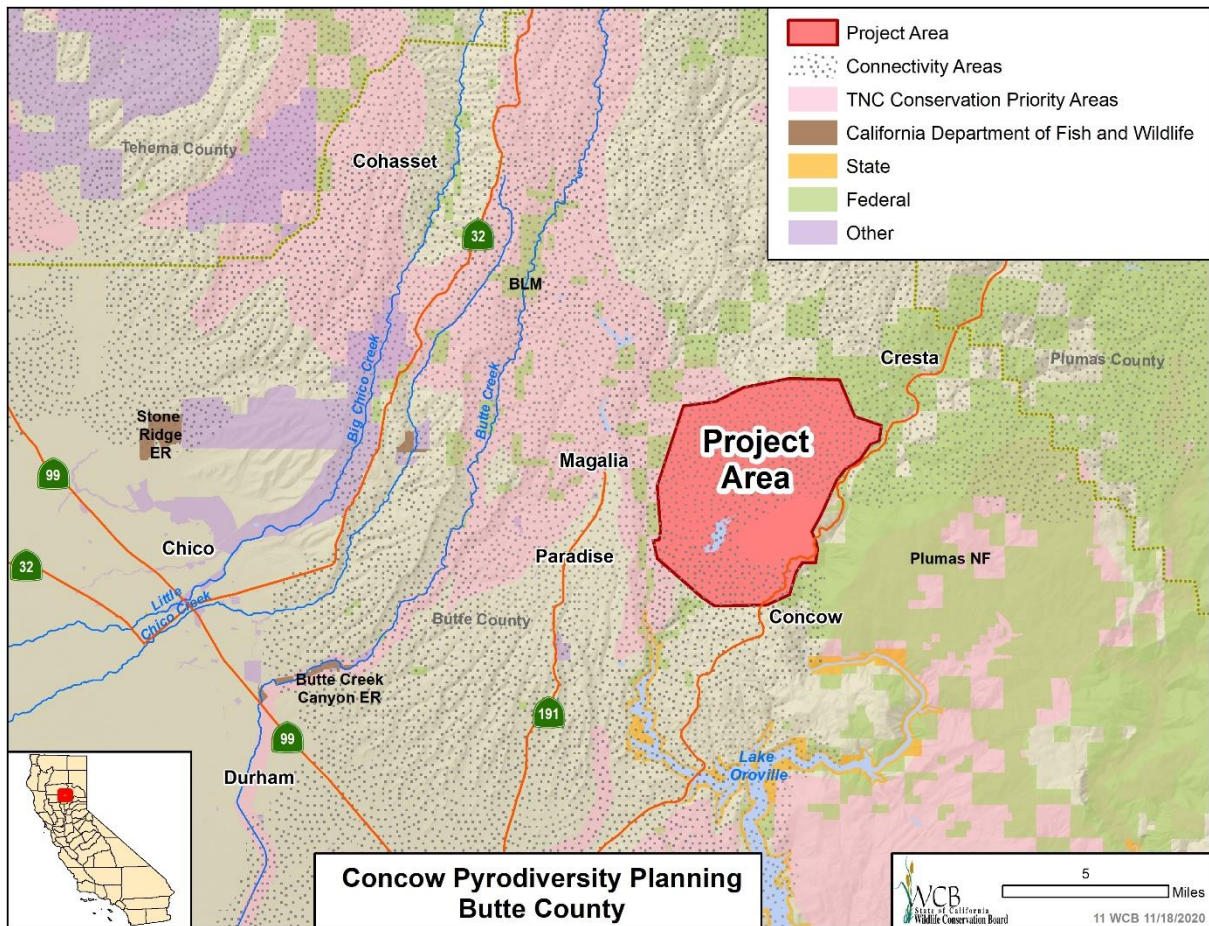 Project Area
Connectivity Areas
TNC Conservation Priority Areas
California Department of Fish and Wildlife
State
Federal
Other
Tehema County
Cohasset
32
BLM
Cresta
Plumas County
Big Chico Creek
Butte Creek
Stone
Ridge
ER
99
Project
Area
Magalia
Chico
32
Paradise
Plumas NF
Little
Chico Creek
Butte County
Concow
Butte Creek
Canyon ER
191
99
Lake
Oroville
Durham
Concow Pyrodiversity Planning
Butte County
WCB
State of California
Wildlife Conservation Board
5
Miles
11 WCB 11/18/2020